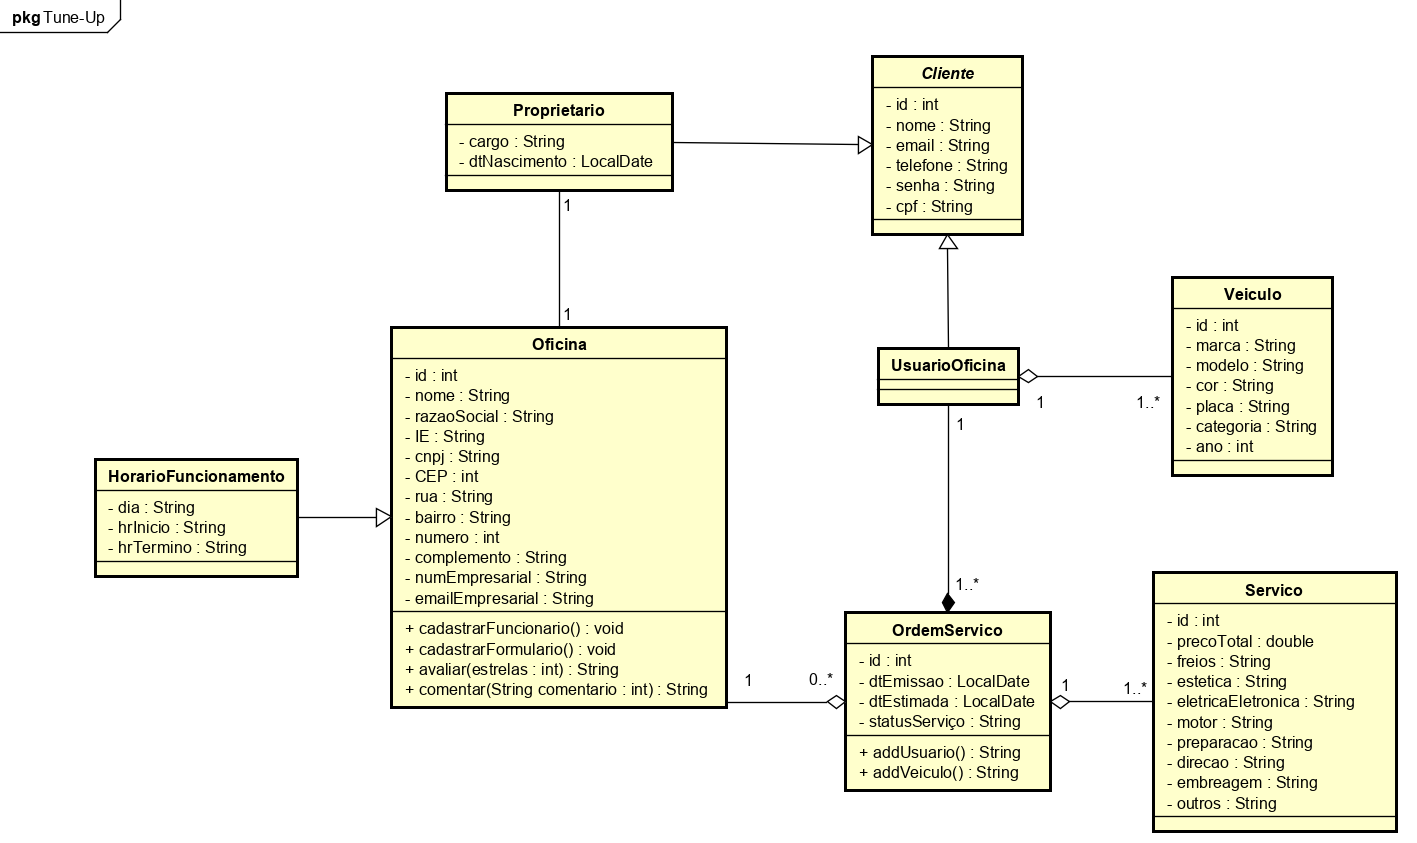 pkg Tune-Up
Cliente
- id : int
- nome : String
- email : String
- telefone : String
- senha : String
- cpf : String
Proprietario
- cargo : String
- dtNascimento : LocalDate
1
1
Oficina
- id : int
- nome : String
- razaoSocial : String
- IE : String
- cnpj : String
- CEP : int
- rua : String
- bairro : String
- numero : int
- complemento : String
- numEmpresarial : String
- emailEmpresarial : String
+ cadastrarFuncionario() : void
+ cadastrarFormulario() : void
+ avaliar(estrelas : int) : String
+ comentar(String comentario : int) : String
HorarioFuncionamento
- dia : String
- hrInicio : String
- hrTermino : String
UsuarioOficina
1
1..*
Veiculo
- id : int
- marca : String
- modelo : String
- cor : String
- placa : String
- categoria : String
- ano : int
1
1..*
OrdemServico
- id : int
- dtEmissao : LocalDate
- dtEstimada : LocalDate
- statusServiço : String
+ addUsuario() : String
+ addVeiculo() : String
1
0..*
1
1..*
Servico
- id : int
- precoTotal : double
- freios : String
- estetica : String
- eletricaEletronica : String
- motor : String
- preparacao : String
- direcao : String
- embreagem : String
- outros : String